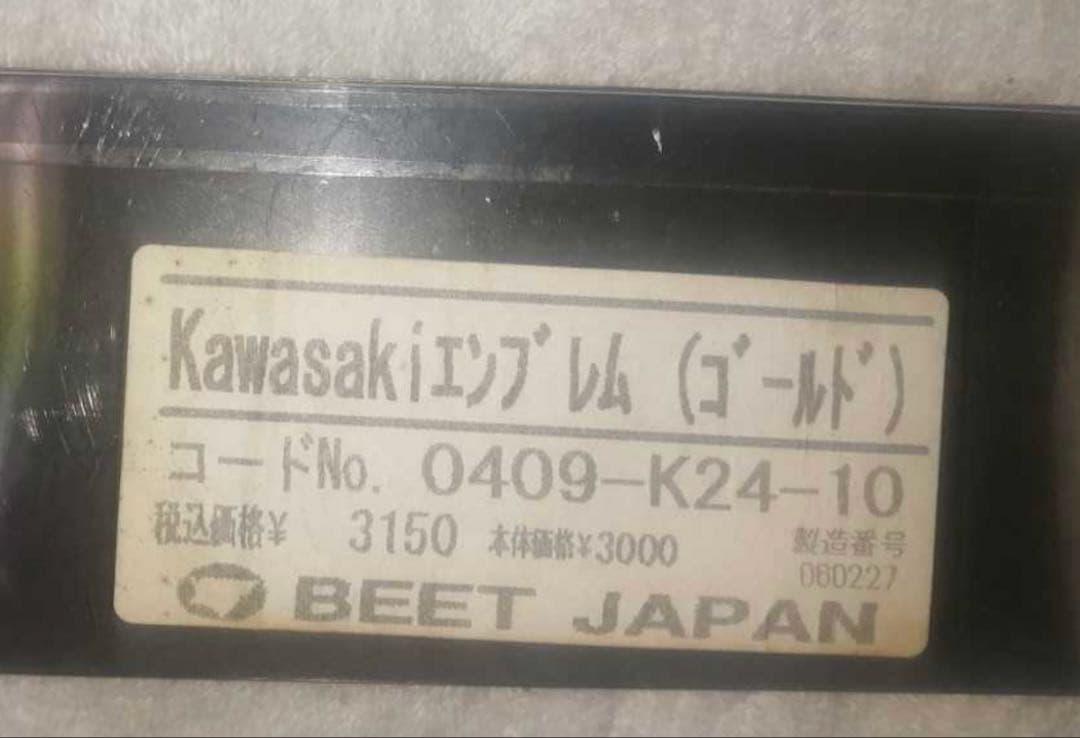 Kawasakiエンブレム (ゴールド)
コードNo. 0409-K24-10
税込価格¥ 3150 本体価格¥3000 製造番号
060227
BEET JAPAN